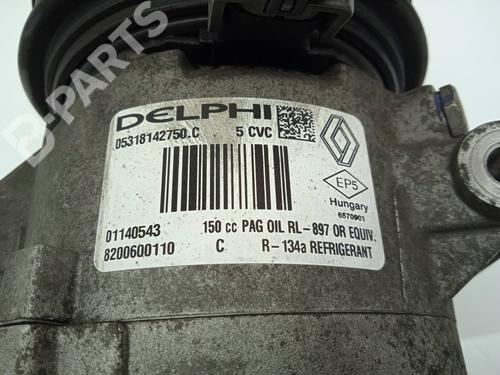 B-PARTS
DELPHI
05318142750.C 5 CVC
EP5
Hungary
6570901
01140543 150 cc PAG OIL RL-897 OR EQUIV.
8200600110 C R-134a REFRIGERANT